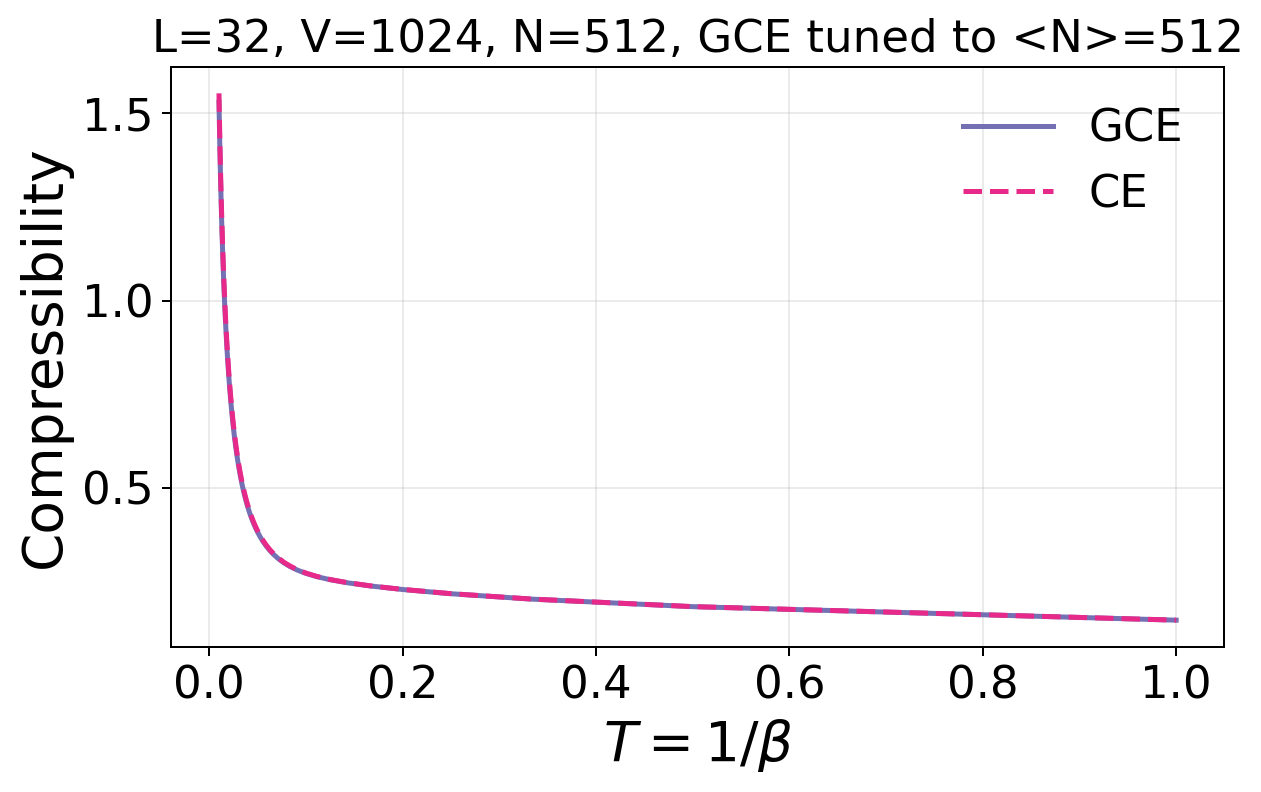 L=32, V=1024, N=512, GCE tuned to <N>=512
Compressibility
1.5
1.0
0.5
GCE
CE
0.0 0.2 0.4 0.6 0.8 1.0
T = 1/β